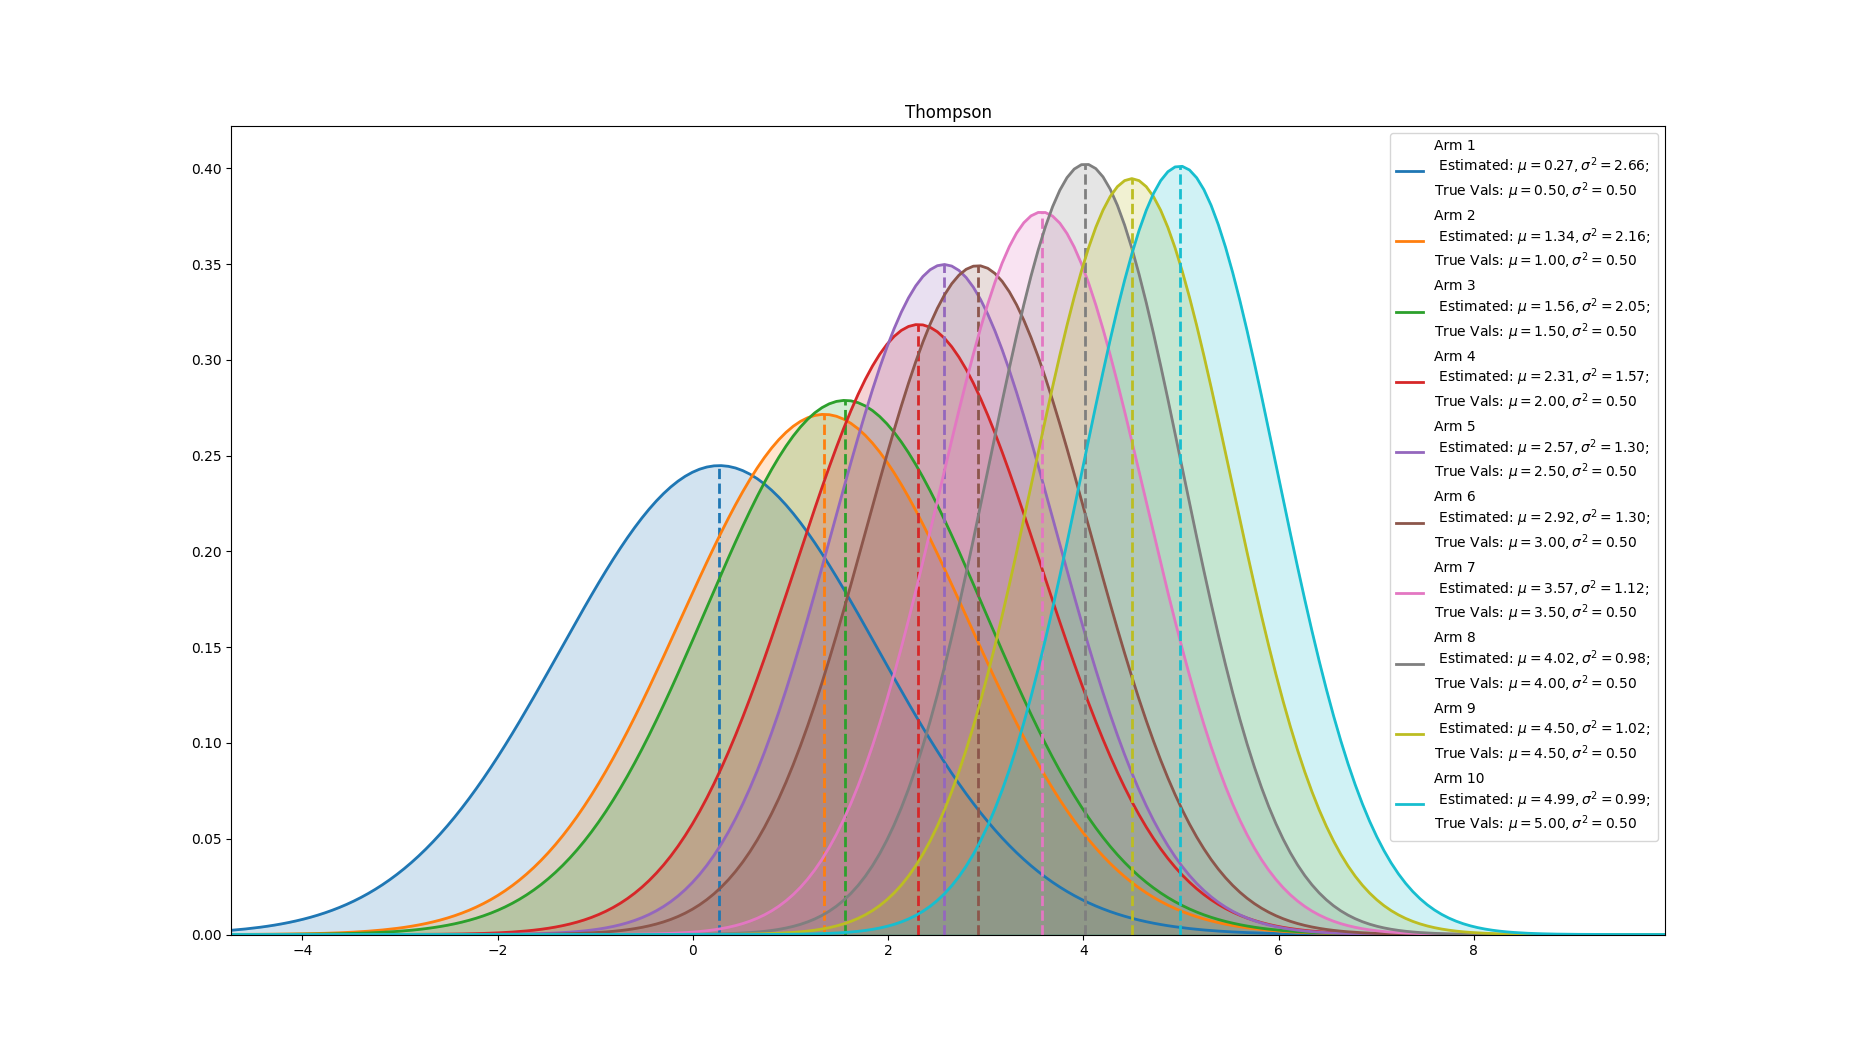 Thompson
0.40
0.35
0.30
0.25
0.20
0.15
0.10
0.05
0.00
−4
−2
0
2
4
6
8
Arm 1
Estimated: μ = 0.27, σ² = 2.66;
True Vals: μ = 0.50, σ² = 0.50
Arm 2
Estimated: μ = 1.34, σ² = 2.16;
True Vals: μ = 1.00, σ² = 0.50
Arm 3
Estimated: μ = 1.56, σ² = 2.05;
True Vals: μ = 1.50, σ² = 0.50
Arm 4
Estimated: μ = 2.31, σ² = 1.57;
True Vals: μ = 2.00, σ² = 0.50
Arm 5
Estimated: μ = 2.57, σ² = 1.30;
True Vals: μ = 2.50, σ² = 0.50
Arm 6
Estimated: μ = 2.92, σ² = 1.30;
True Vals: μ = 3.00, σ² = 0.50
Arm 7
Estimated: μ = 3.57, σ² = 1.12;
True Vals: μ = 3.50, σ² = 0.50
Arm 8
Estimated: μ = 4.02, σ² = 0.98;
True Vals: μ = 4.00, σ² = 0.50
Arm 9
Estimated: μ = 4.50, σ² = 1.02;
True Vals: μ = 4.50, σ² = 0.50
Arm 10
Estimated: μ = 4.99, σ² = 0.99;
True Vals: μ = 5.00, σ² = 0.50